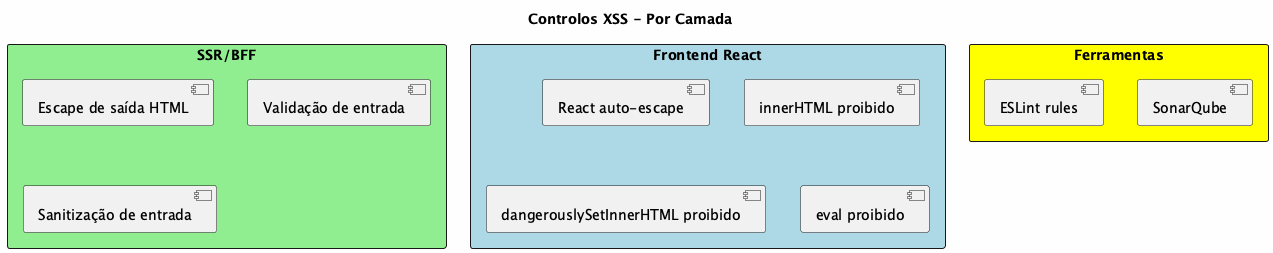 Controlos XSS - Por Camada
SSR/BFF
Escape de saída HTML
Validação de entrada
Sanitização de entrada
Frontend React
React auto-escape
innerHTML proibido
dangerouslySetInnerHTML proibido
eval proibido
Ferramentas
ESLint rules
SonarQube